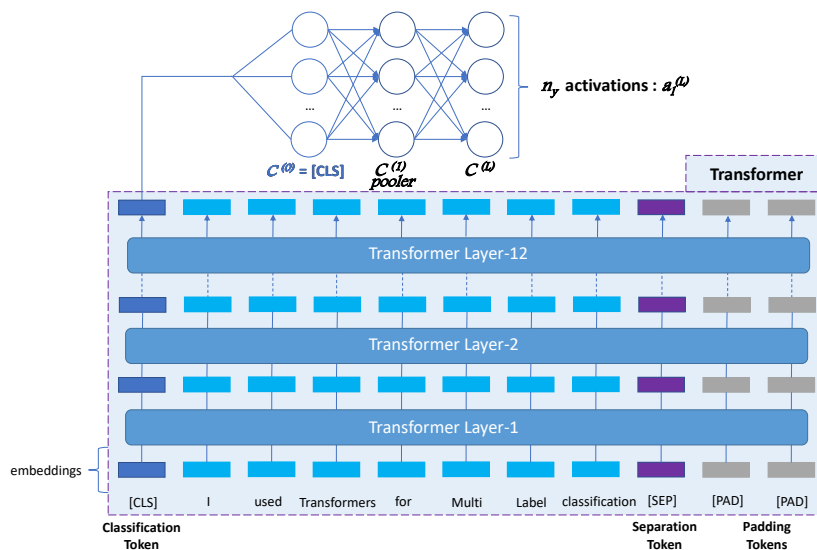 ... ... ...
n_y activations : a_l^(L)
C^(0) = [CLS] C^(1) C^(L)
pooler
Transformer
Transformer Layer-12
Transformer Layer-2
Transformer Layer-1
embeddings
[CLS] I used Transformers for Multi Label classification [SEP] [PAD] [PAD]
Classification Separation Padding
Token Token Tokens